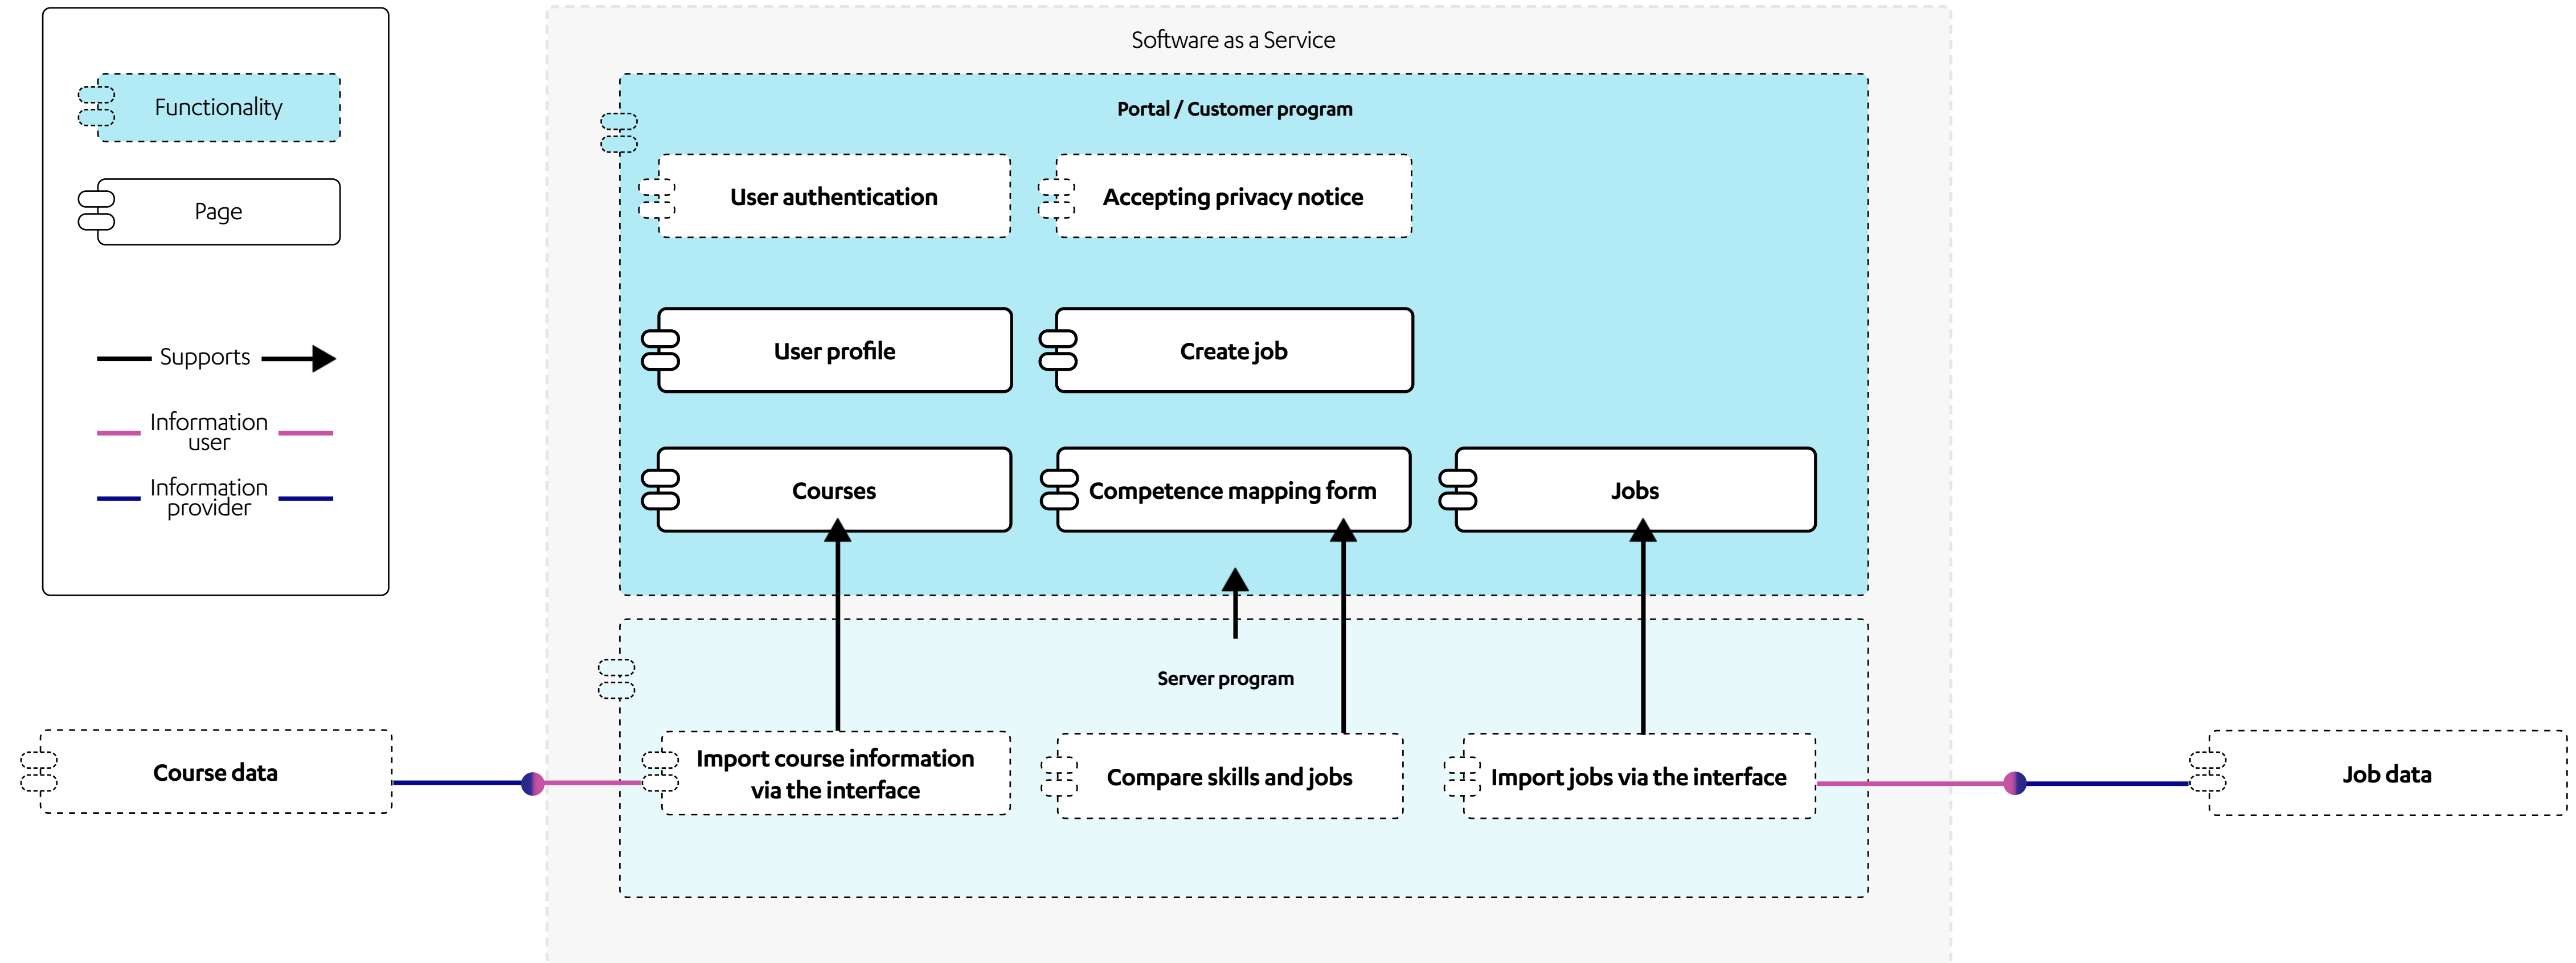 Functionality
Page
Supports
Information
user
Information
provider
Software as a Service
Portal / Customer program
User authentication
Accepting privacy notice
User profile
Create job
Courses
Competence mapping form
Jobs
Server program
Course data
Import course information
via the interface
Compare skills and jobs
Import jobs via the interface
Job data